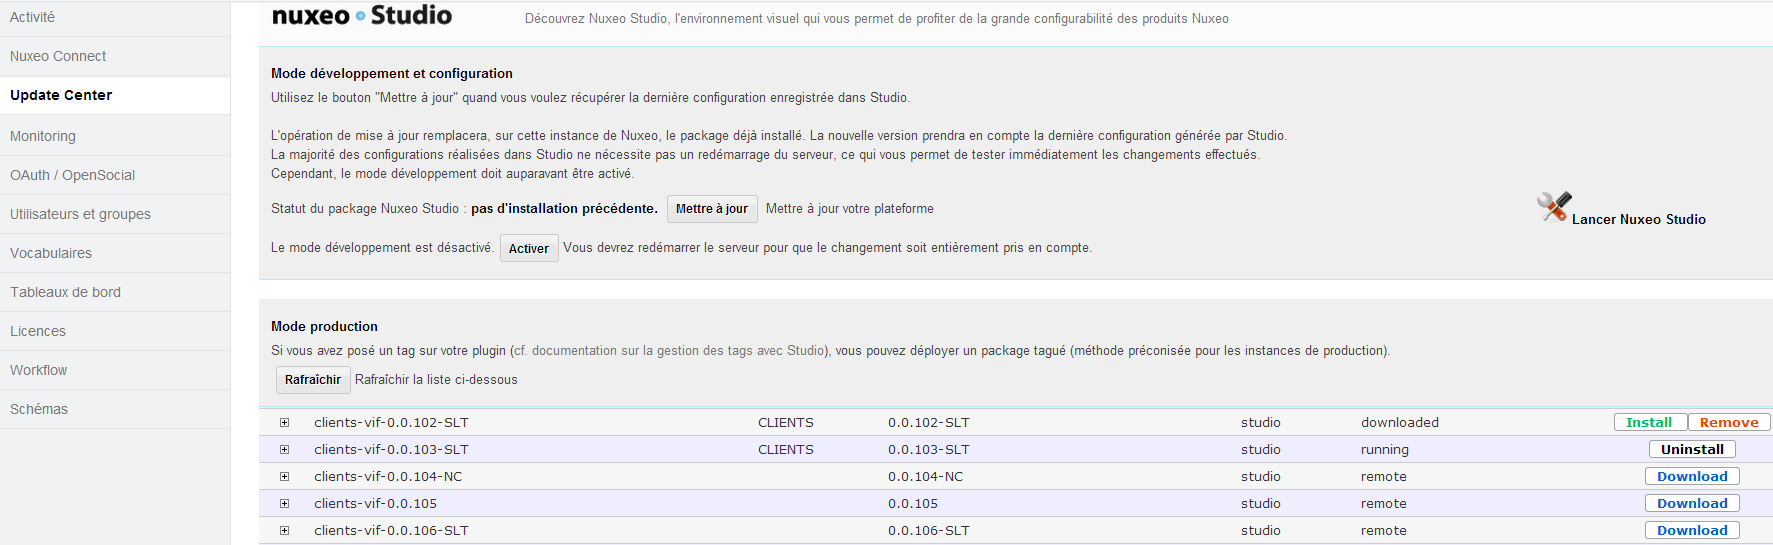 Activité
Nuxeo Connect
Update Center
Monitoring
OAuth / OpenSocial
Utilisateurs et groupes
Vocabulaires
Tableaux de bord
Licences
Workflow
Schémas
nuxeo Studio
Découvrez Nuxeo Studio, l'environnement visuel qui vous permet de profiter de la grande configurabilité des produits Nuxeo
Mode développement et configuration
Utilisez le bouton "Mettre à jour" quand vous voulez récupérer la dernière configuration enregistrée dans Studio.
L'opération de mise à jour remplacera, sur cette instance de Nuxeo, le package déjà installé. La nouvelle version prendra en compte la dernière configuration générée par Studio.
La majorité des configurations réalisées dans Studio ne nécessite pas un redémarrage du serveur, ce qui vous permet de tester immédiatement les changements effectués.
Cependant, le mode développement doit auparavant être activé.
Statut du package Nuxeo Studio : pas d'installation précédente. Mettre à jour Mettre à jour votre plateforme
Lancer Nuxeo Studio
Le mode développement est désactivé. Activer Vous devrez redémarrer le serveur pour que le changement soit entièrement pris en compte.
Mode production
Si vous avez posé un tag sur votre plugin (cf. documentation sur la gestion des tags avec Studio), vous pouvez déployer un package tagué (méthode préconisée pour les instances de production).
Rafraîchir Rafraîchir la liste ci-dessous
clients-vif-0.0.102-SLT CLIENTS 0.0.102-SLT studio downloaded Install Remove
clients-vif-0.0.103-SLT CLIENTS 0.0.103-SLT studio running Uninstall
clients-vif-0.0.104-NC 0.0.104-NC studio remote Download
clients-vif-0.0.105 0.0.105 studio remote Download
clients-vif-0.0.106-SLT 0.0.106-SLT studio remote Download